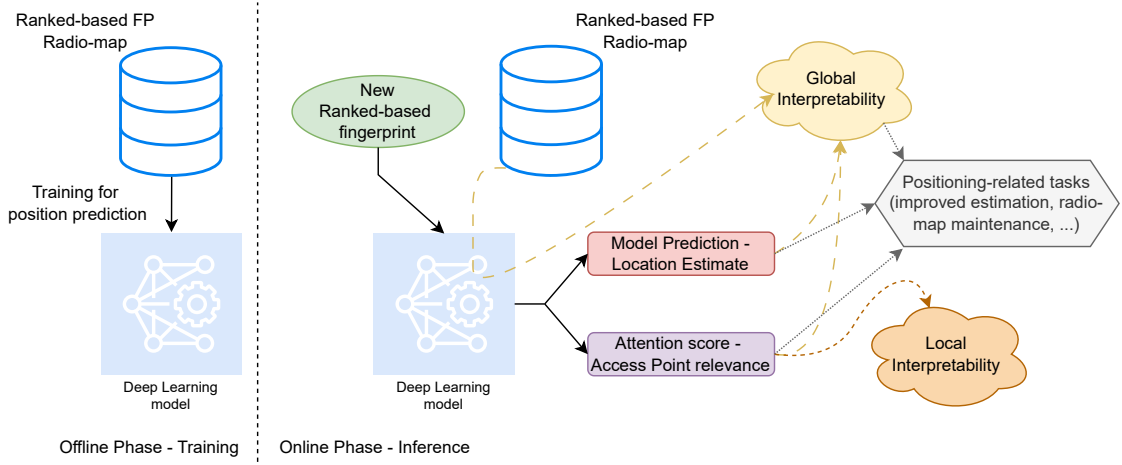 Ranked-based FP
Radio-map
Training for
position prediction
Deep Learning
model
Offline Phase - Training
Ranked-based FP
Radio-map
New
Ranked-based
fingerprint
Global
Interpretability
Positioning-related tasks
(improved estimation, radio-
map maintenance, ...)
Model Prediction -
Location Estimate
Attention score -
Access Point relevance
Local
Interpretability
Deep Learning
model
Online Phase - Inference